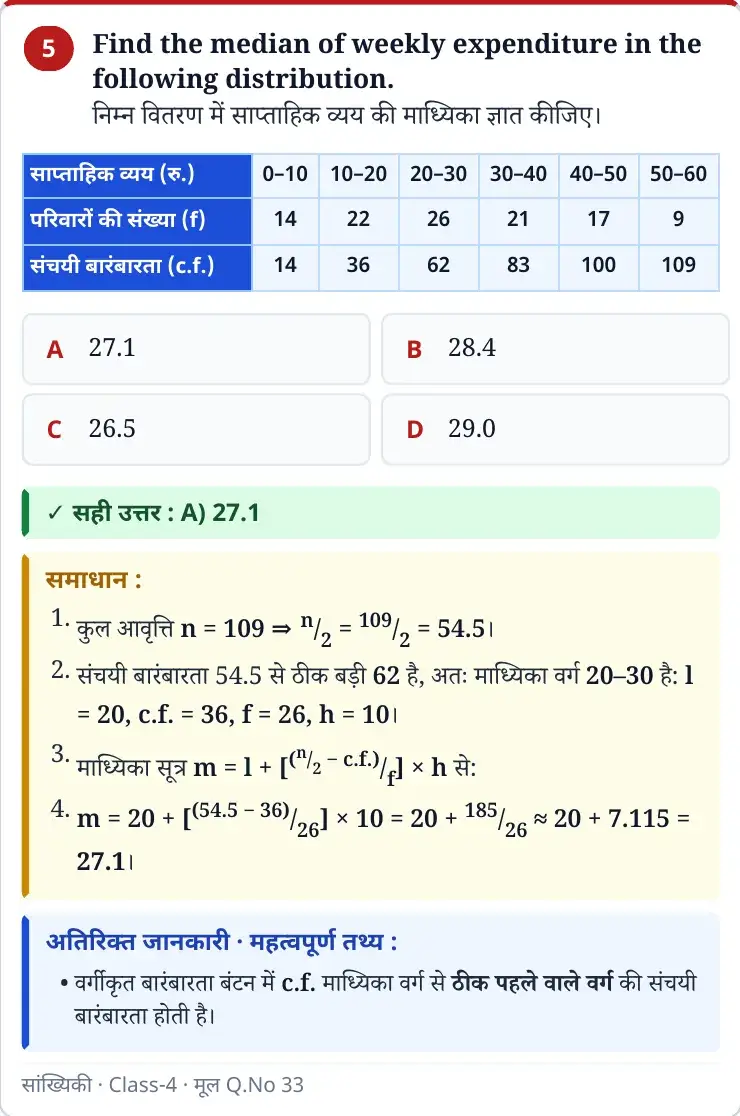 5 Find the median of weekly expenditure in the
following distribution.
निम्न वितरण में साप्ताहिक व्यय की माध्यिका ज्ञात कीजिए।
साप्ताहिक व्यय (रु.) 0–10 10–20 20–30 30–40 40–50 50–60
परिवारों की संख्या (f) 14 22 26 21 17 9
संचयी बारंबारता (c.f.) 14 36 62 83 100 109
A 27.1 B 28.4
C 26.5 D 29.0
✓ सही उत्तर : A) 27.1
समाधान :
1. कुल आवृत्ति n = 109 ⇒ n/2 = 109/2 = 54.5।
2. संचयी बारंबारता 54.5 से ठीक बड़ी 62 है, अतः माध्यिका वर्ग 20–30 है: l
= 20, c.f. = 36, f = 26, h = 10।
3. माध्यिका सूत्र m = l + [(n/2 − c.f.)/f] × h से:
4. m = 20 + [(54.5 − 36)/26] × 10 = 20 + 185/26 ≈ 20 + 7.115 =
27.1।
अतिरिक्त जानकारी · महत्वपूर्ण तथ्य :
• वर्गीकृत बारंबारता बंटन में c.f. माध्यिका वर्ग से ठीक पहले वाले वर्ग की संचयी
बारंबारता होती है।
सांख्यिकी · Class-4 · मूल Q.No 33